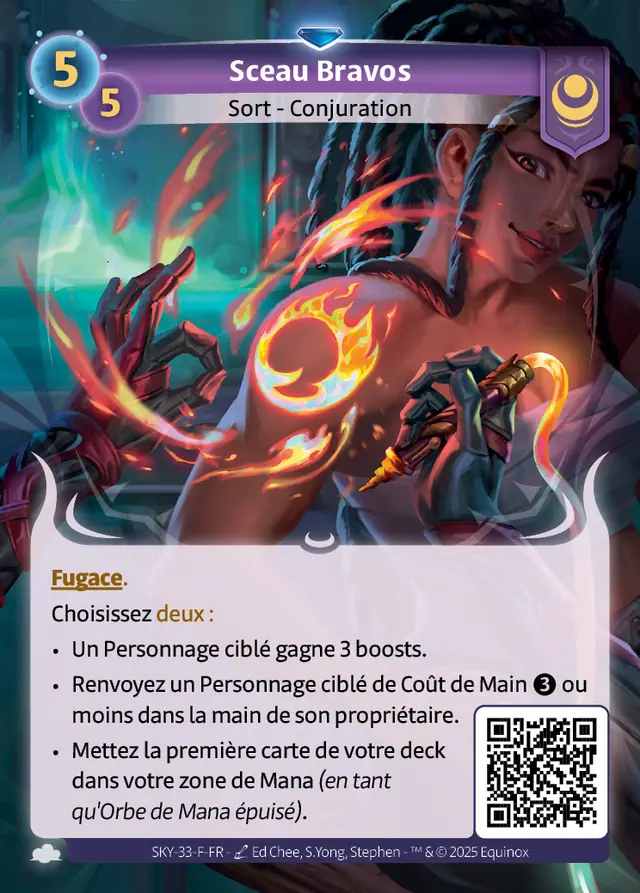 5
5
Sceau Bravos
Sort - Conjuration
Fugace.
Choisissez deux :
• Un Personnage ciblé gagne 3 boosts.
• Renvoyez un Personnage ciblé de Coût de Main 3 ou
moins dans la main de son propriétaire.
• Mettez la première carte de votre deck
dans votre zone de Mana (en tant
qu'Orbe de Mana épuisé).
SKY-33-F-FR - Ed Chee, S.Yong, Stephen - ™ & © 2025 Equinox